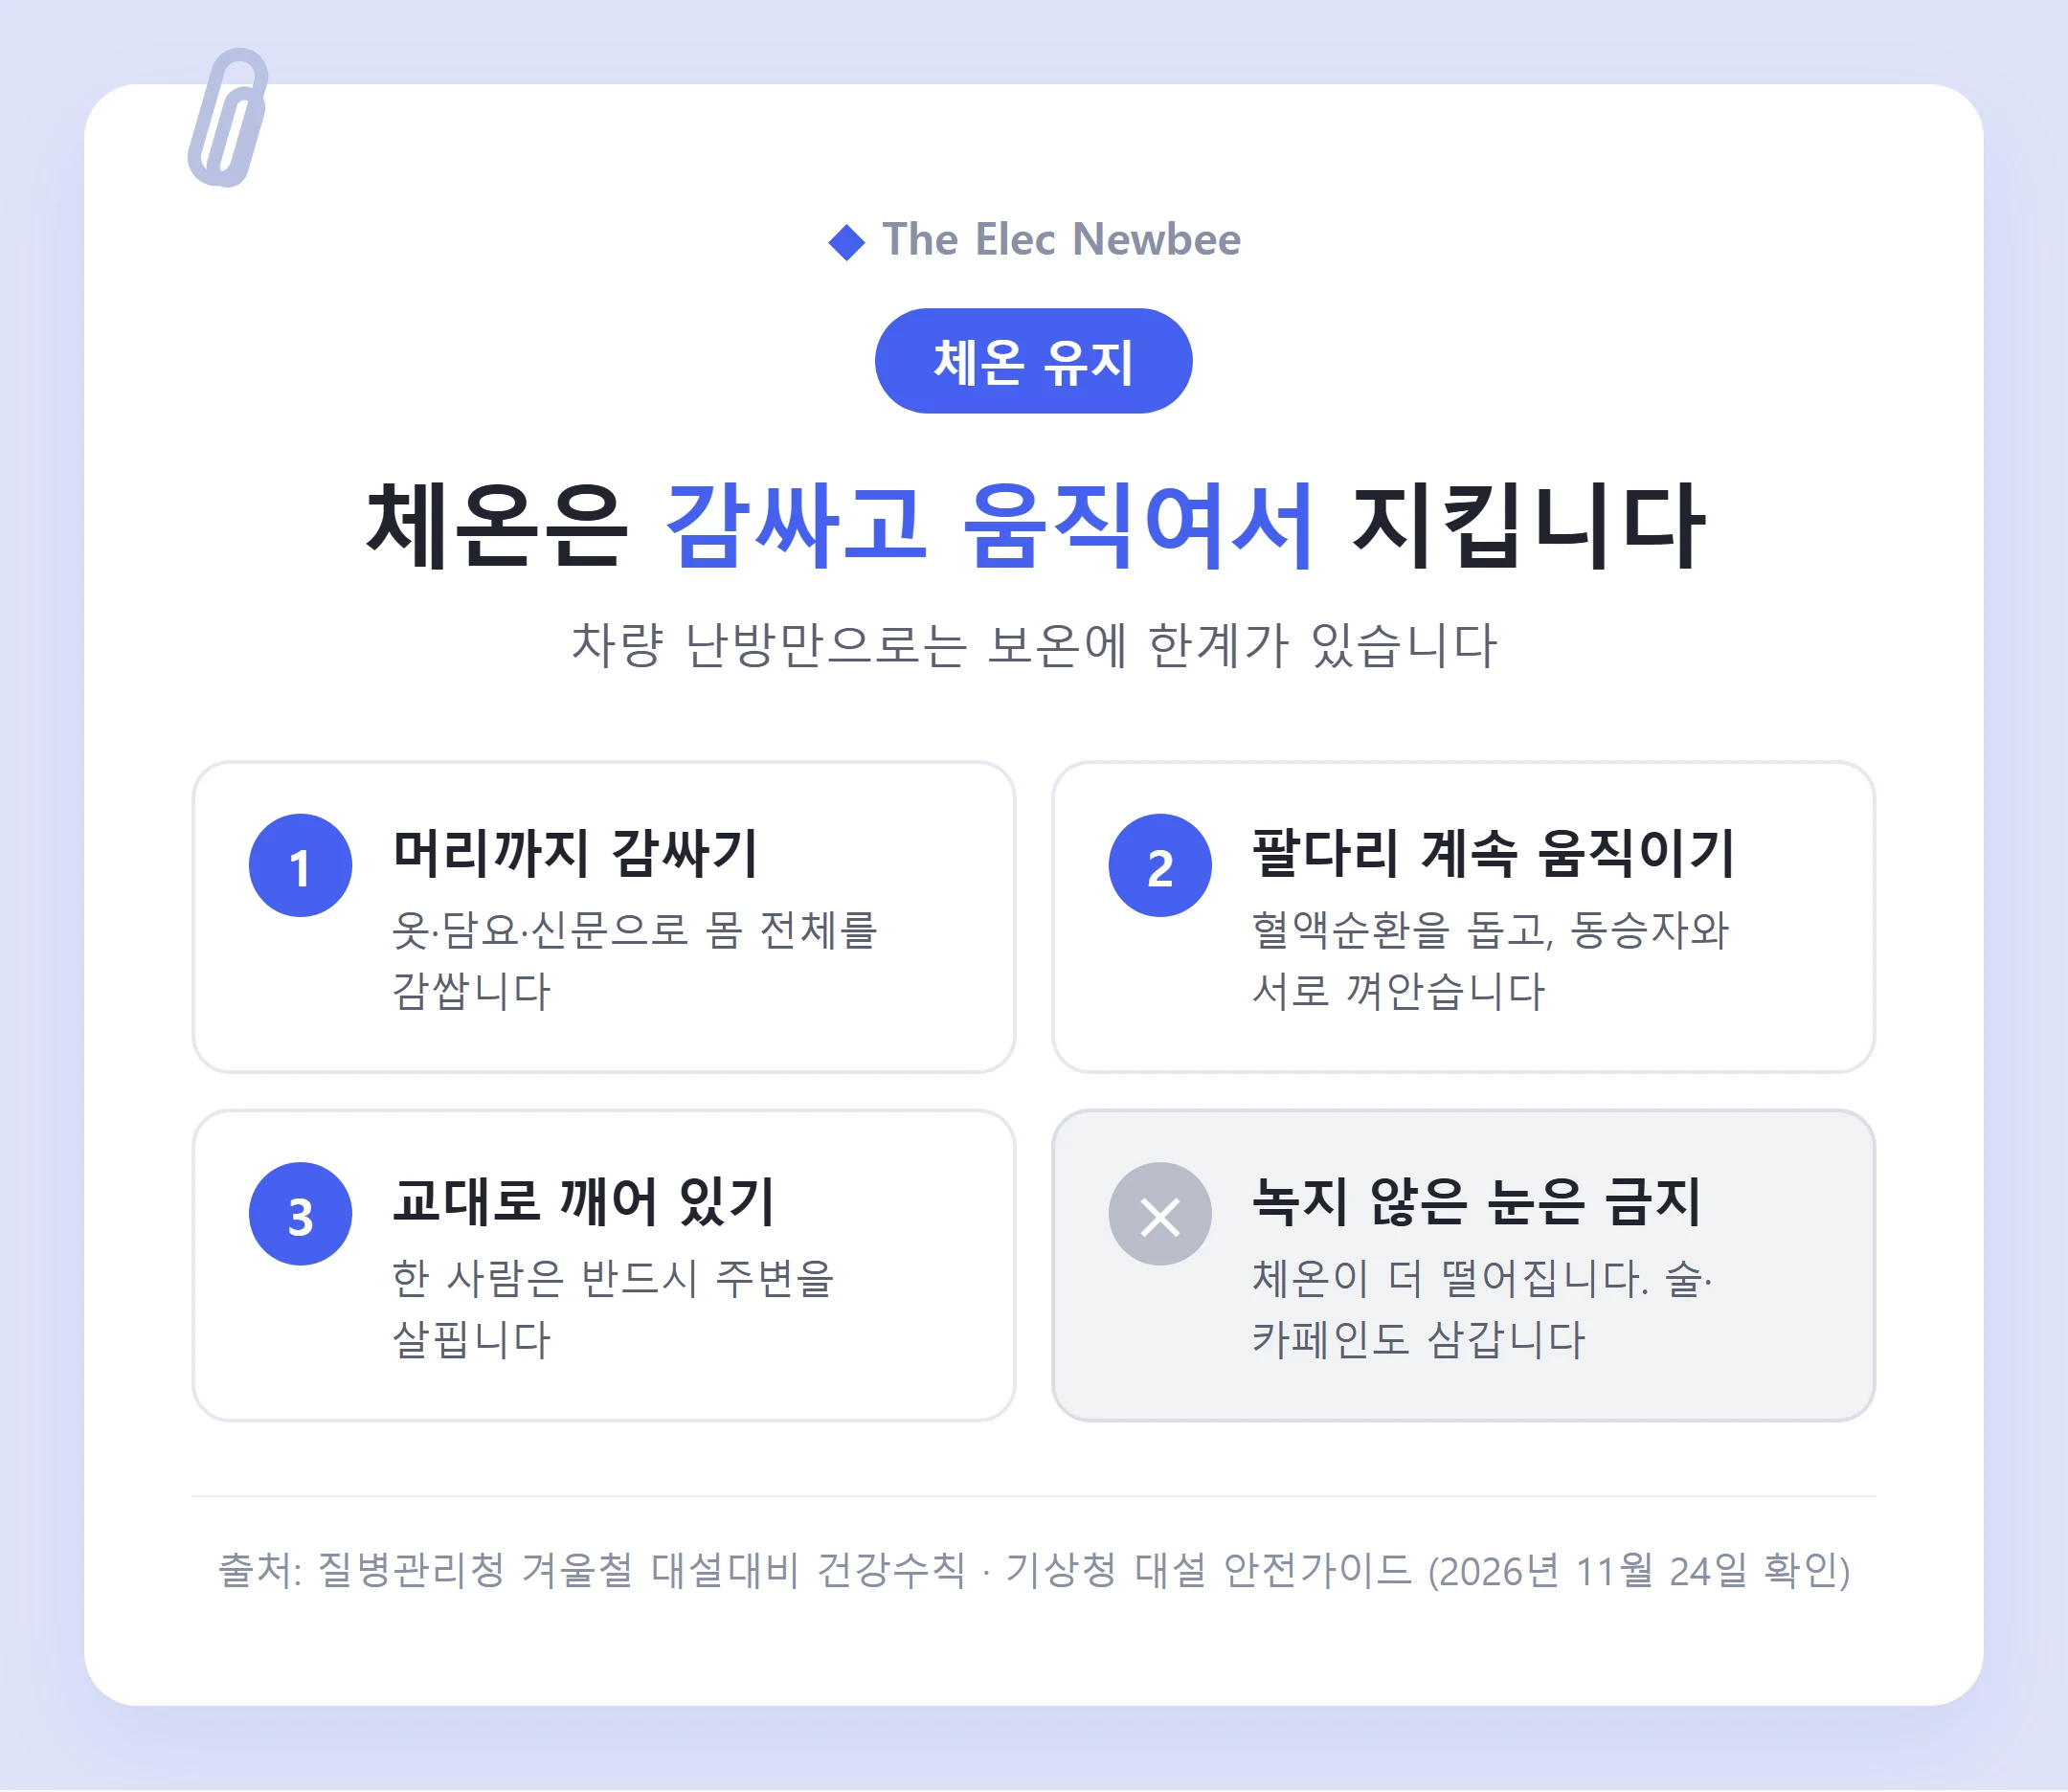 The Elec Newbee
체온 유지
체온은 감싸고 움직여서 지킵니다
차량 난방만으로는 보온에 한계가 있습니다
1
머리까지 감싸기
옷·담요·신문으로 몸 전체를
감쌉니다
2
팔다리 계속 움직이기
혈액순환을 돕고, 동승자와
서로 껴안습니다
3
교대로 깨어 있기
한 사람은 반드시 주변을
살핍니다
녹지 않은 눈은 금지
체온이 더 떨어집니다. 술·
카페인도 삼갑니다
출처: 질병관리청 겨울철 대설대비 건강수칙 · 기상청 대설 안전가이드 (2026년 11월 24일 확인)